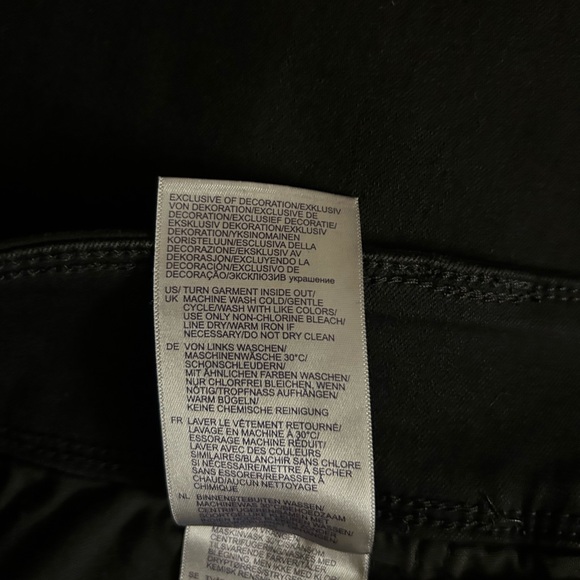 EXCLUSIVE OF DECORATION/EXKLUSIV
VON DEKORATION/EXCLUSIF DE
DECORATION/EXCLUSIEF DECORATIE/
EKSKLUSIV DEKORATION/EXKLUSIV
DEKORATION/YKSINOMAINEN
KORISTELUUN/ESCLUSIVA DELLA
DECORAZIONE/EKSKLUSIV AV
DEKORASJON/EXCLUYENDO LA
DECORACIÓN/EXCLUSIVO DE
DECORAÇÃO/ЭКСКЛЮЗИВ украшение
US/ TURN GARMENT INSIDE OUT/
UK MACHINE WASH COLD/GENTLE
CYCLE/WASH WITH LIKE COLORS/
USE ONLY NON-CHLORINE BLEACH/
LINE DRY/WARM IRON IF
NECESSARY/DO NOT DRY CLEAN
DE VON LINKS WASCHEN/
MASCHINENWÄSCHE 30°C/
SCHONSCHLEUDERN/
MIT ÄHNLICHEN FARBEN WASCHEN/
NUR CHLORFREI BLEICHEN, WENN
NÖTIG/TROPFNASS AUFHÄNGEN/
WARM BÜGELN/
KEINE CHEMISCHE REINIGUNG
FR LAVER LE VÊTEMENT RETOURNÉ/
LAVAGE EN MACHINE À 30°C/
ESSORAGE MACHINE RÉDUIT/
LAVER AVEC DES COULEURS
SIMILAIRES/BLANCHIR SANS CHLORE
SI NÉCESSAIRE/METTRE À SÉCHER
SANS ESSORER/REPASSER À
CHAUD/AUCUN NETTOYAGE
CHIMIQUE
NL BINNENSTEBUITEN WASSEN/